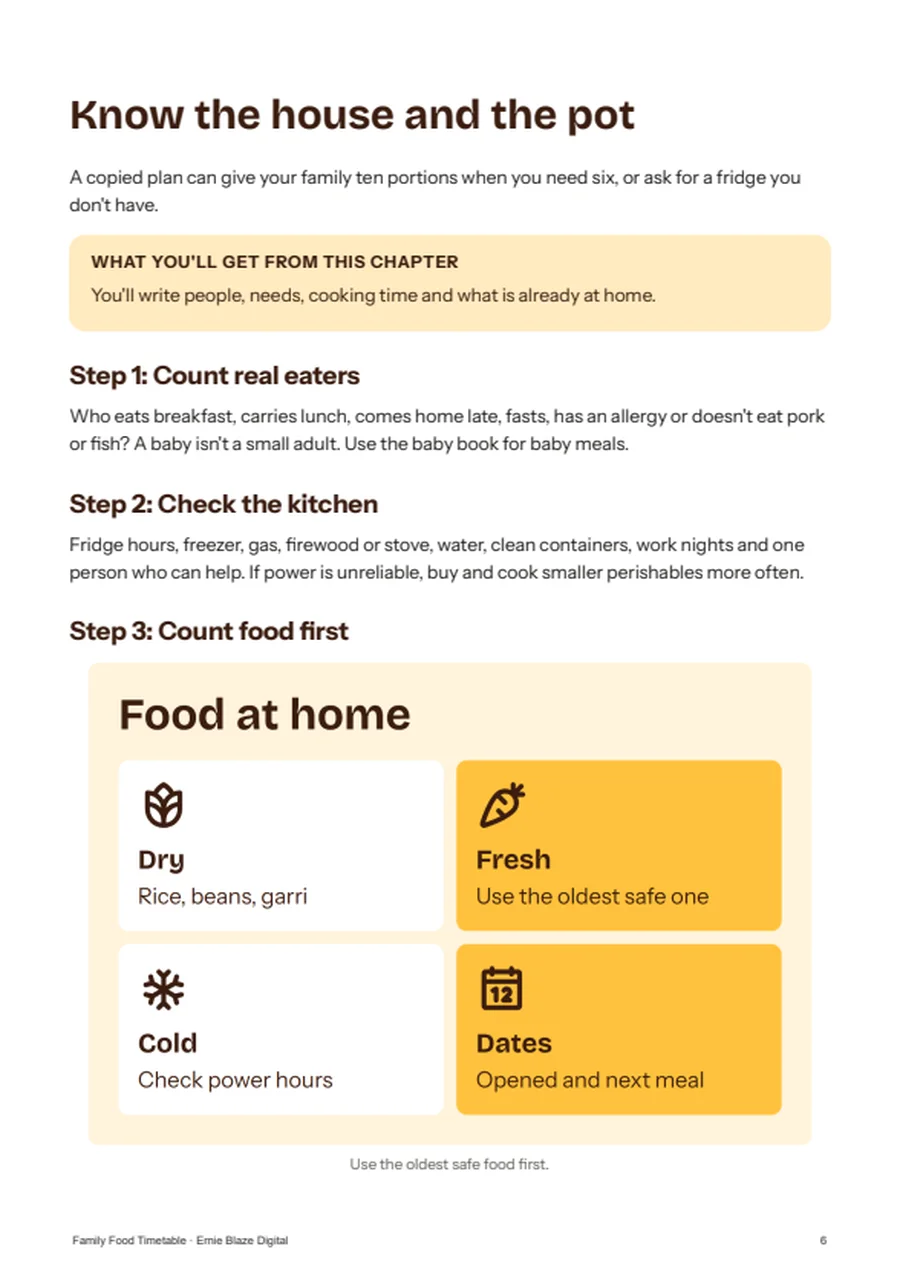 Know the house and the pot
A copied plan can give your family ten portions when you need six, or ask for a fridge you
don't have.
WHAT YOU'LL GET FROM THIS CHAPTER
You'll write people, needs, cooking time and what is already at home.
Step 1: Count real eaters
Who eats breakfast, carries lunch, comes home late, fasts, has an allergy or doesn't eat pork
or fish? A baby isn't a small adult. Use the baby book for baby meals.
Step 2: Check the kitchen
Fridge hours, freezer, gas, firewood or stove, water, clean containers, work nights and one
person who can help. If power is unreliable, buy and cook smaller perishables more often.
Step 3: Count food first
Food at home
Dry
Rice, beans, garri
Fresh
Use the oldest safe one
Cold
Check power hours
12
Dates
Opened and next meal
Use the oldest safe food first.
Family Food Timetable · Ernie Blaze Digital
6